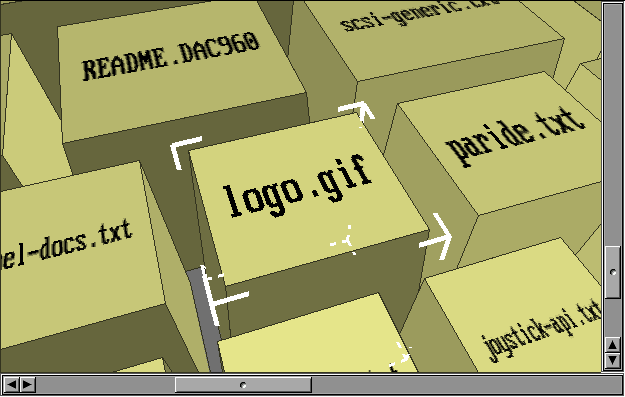 scsi-generic.txt
README.DAC960
paride.txt
logo.gif
el-docs.txt
joystick-api.txt